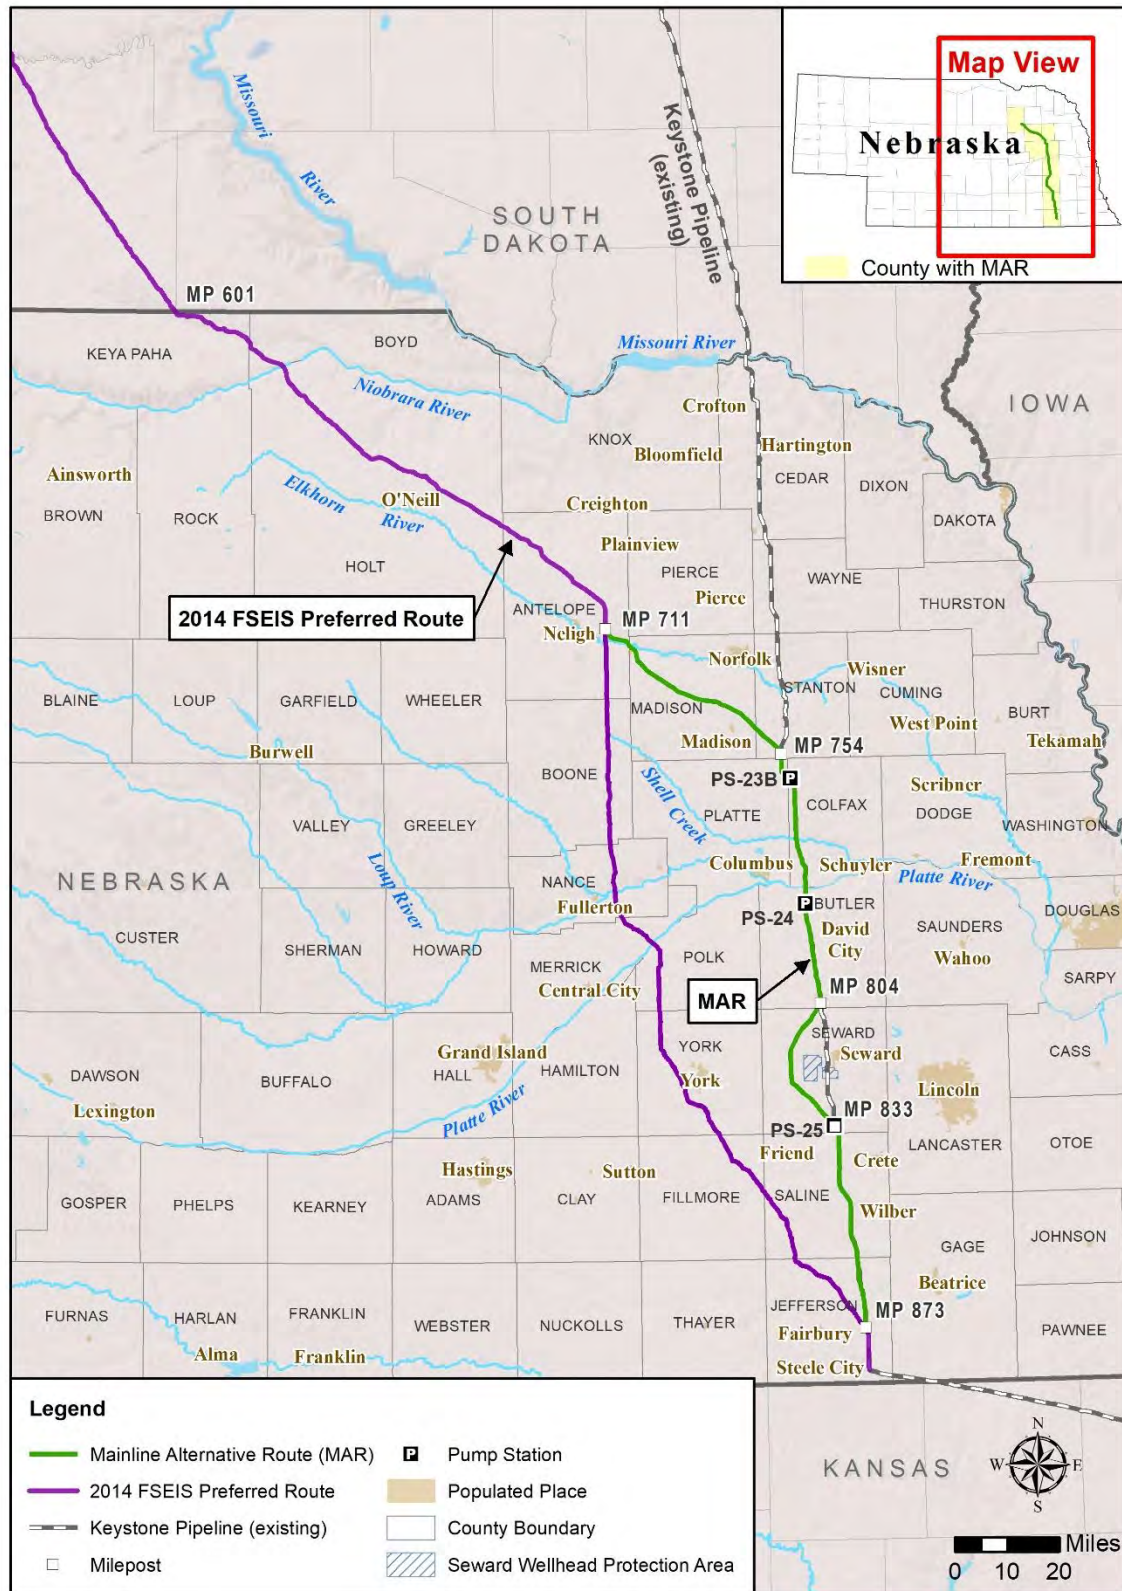 Map View
Nebraska
County with MAR
Missouri
River
SOUTH
DAKOTA
Keystone Pipeline
(existing)
MP 601
KEYA PAHA
BOYD
Missouri River
IOWA
Niobrara River
Crofton
KNOX
Bloomfield
Hartington
CEDAR
Ainsworth
BROWN
ROCK
Elkhorn
River
O'Neill
Creighton
DIXON
DAKOTA
HOLT
Plainview
PIERCE
Pierce
WAYNE
THURSTON
2014 FSEIS Preferred Route
ANTELOPE
Neligh
MP 711
Norfolk
Wisner
STANTON
CUMING
BLAINE
LOUP
GARFIELD
WHEELER
MADISON
West Point
BURT
Tekamah
Burwell
Madison
MP 754
BOONE
Shell Creek
PS-23B
P
COLFAX
Scribner
DODGE
VALLEY
GREELEY
PLATTE
WASHINGTON
NEBRASKA
Loup River
NANCE
Fullerton
Columbus
Schuyler
Fremont
Platte River
PS-24
P
BUTLER
DOUGLAS
CUSTER
SHERMAN
HOWARD
David
City
SAUNDERS
Wahoo
MERRICK
Central City
POLK
SARPY
MAR
MP 804
SEWARD
Seward
YORK
York
CASS
Grand Island
HALL
HAMILTON
DAWSON
Lexington
BUFFALO
Lincoln
Platte River
MP 833
PS-25
LANCASTER
OTOE
Friend
Crete
Hastings
Sutton
GOSPER
PHELPS
KEARNEY
ADAMS
CLAY
FILLMORE
SALINE
Wilber
GAGE
JOHNSON
Beatrice
FURNAS
HARLAN
FRANKLIN
WEBSTER
NUCKOLLS
THAYER
JEFFERSON
MP 873
Fairbury
PAWNEE
Alma
Franklin
Steele City
Legend
Mainline Alternative Route (MAR)
2014 FSEIS Preferred Route
Keystone Pipeline (existing)
Milepost
P
Pump Station
Populated Place
County Boundary
Seward Wellhead Protection Area
KANSAS
N
W
E
S
Miles
0 10 20